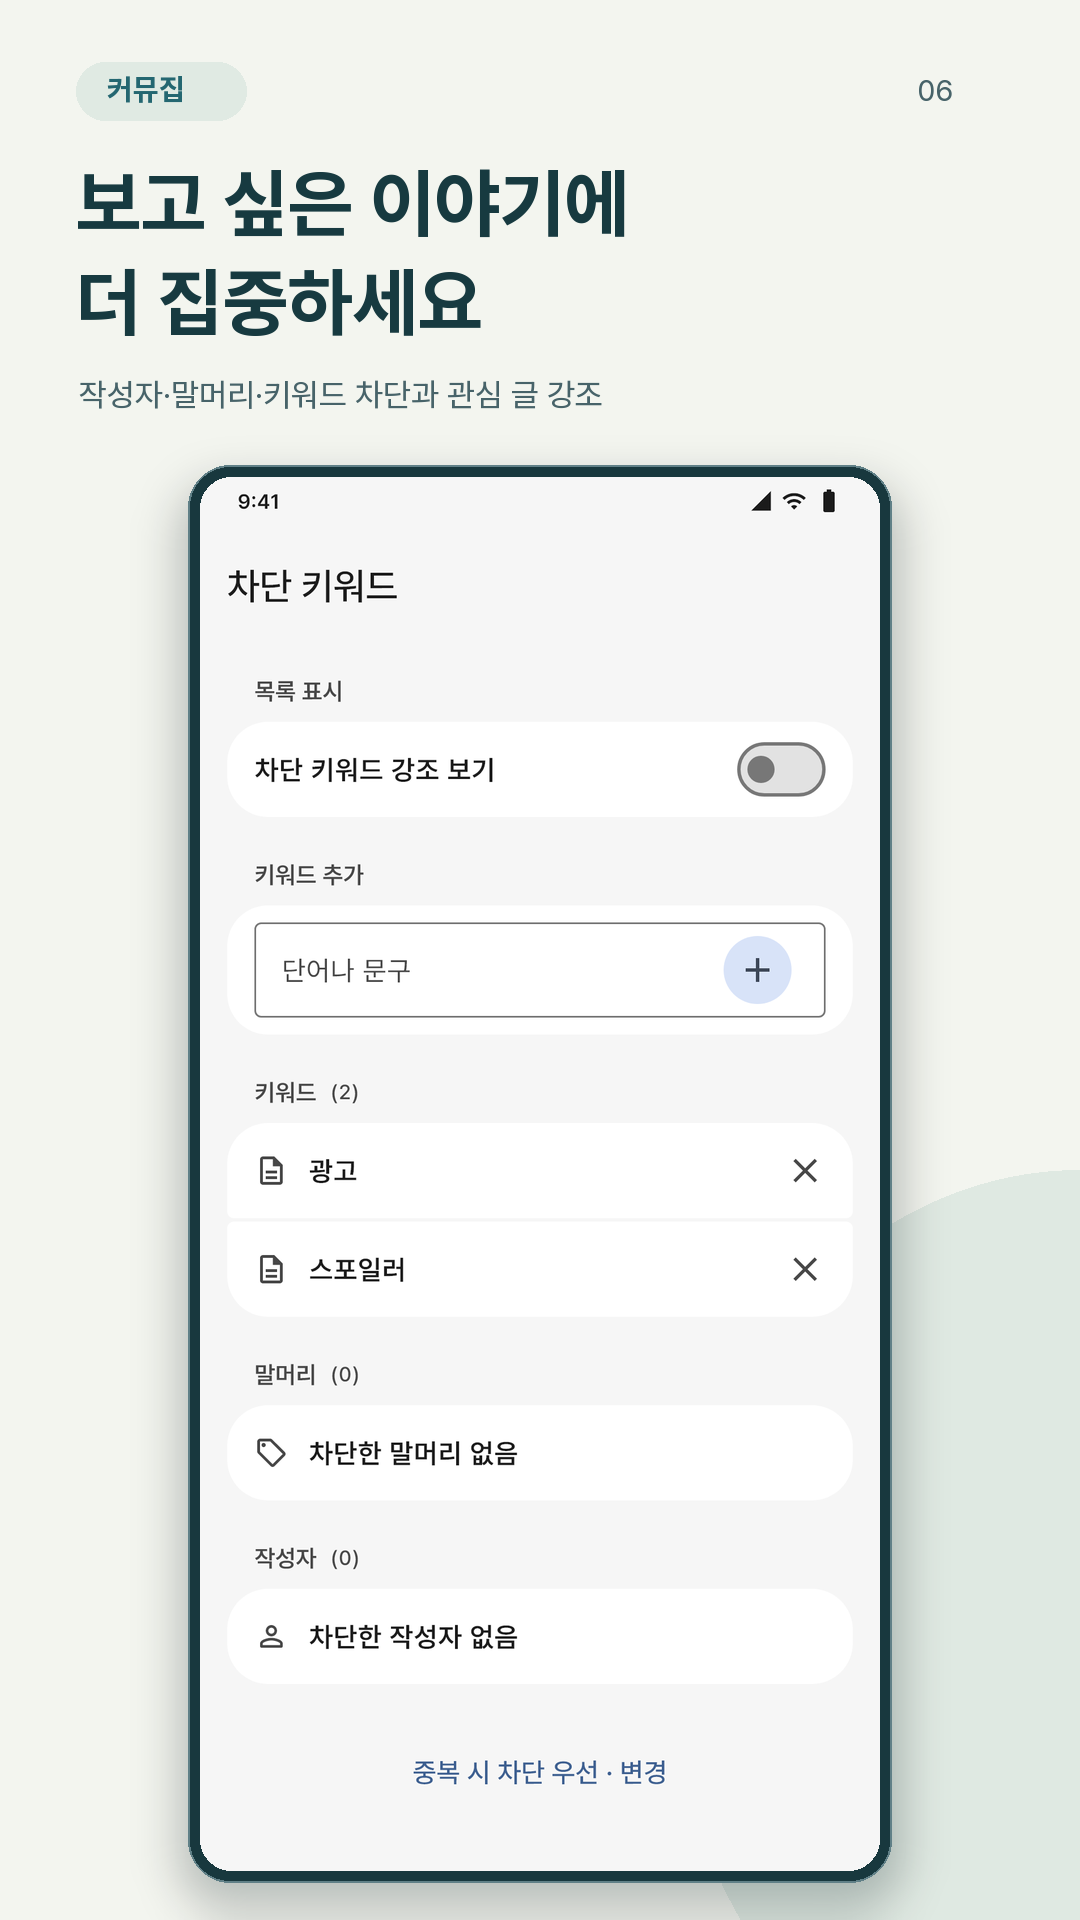 커뮤집
06
보고 싶은 이야기에
더 집중하세요
작성자·말머리·키워드 차단과 관심 글 강조
9:41
차단 키워드
목록 표시
차단 키워드 강조 보기
키워드 추가
단어나 문구
키워드 (2)
광고
스포일러
말머리 (0)
차단한 말머리 없음
작성자 (0)
차단한 작성자 없음
중복 시 차단 우선 · 변경